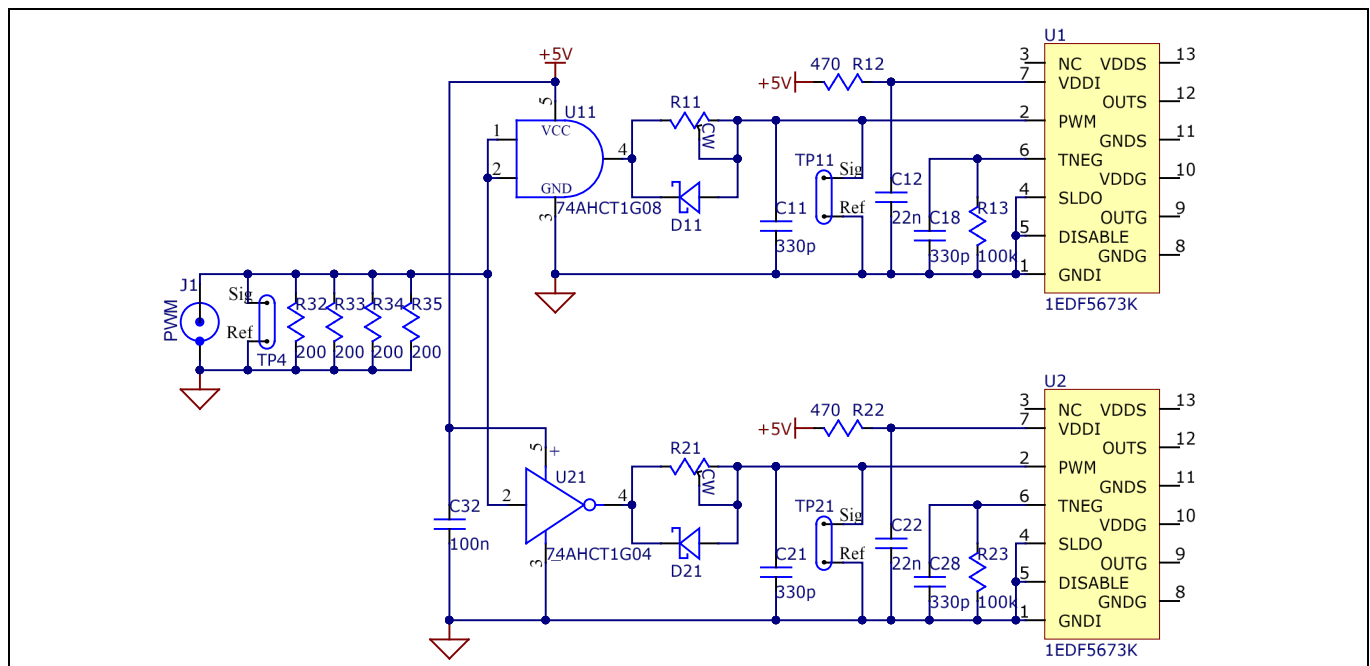 +5V
U1
3 NC VDDS 13
470 R12
+5V
7 VDDI
5
U11
R11
OUTS 12
1
VCC
CW
2 PWM
GNDS 11
2
4
TP11 Sig
6 TNEG
VDDG 10
GND
C12
4 SLDO
3
74AHCT1G08
D11
Ref
22n C18
R13
OUTG 9
C11
330p
5 DISABLE
330p 100k
GNDG 8
1 GNDI
J1
Sig
R32 R33 R34 R35
1EDF5673K
PWM
Ref
200 200 200 200
TP4
U2
3 NC VDDS 13
470 R22
+5V
7 VDDI
5 +
R21
OUTS 12
U21
CW
2 PWM
GNDS 11
2
4
TP21 Sig
6 TNEG
C32
VDDG 10
C22
4 SLDO
100n
3
74AHCT1G04
D21
C21
Ref
22n C28
R23
OUTG 9
330p
5 DISABLE
330p 100k
GNDG 8
1 GNDI
1EDF5673K